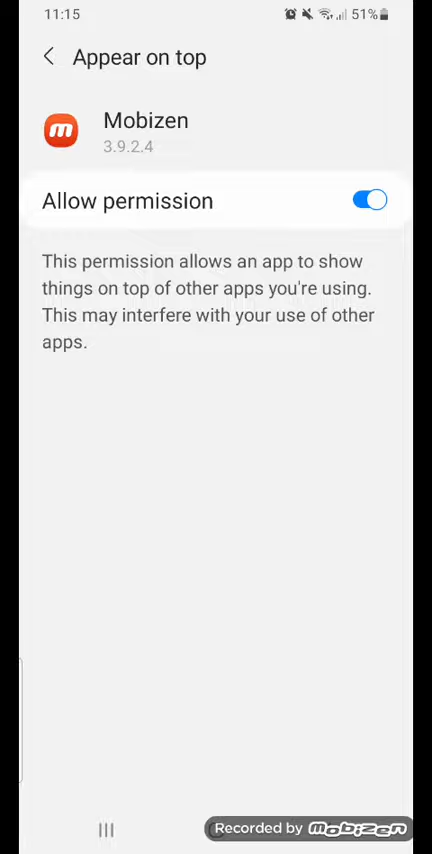 11:15
51%
Appear on top
m
Mobizen
3.9.2.4
Allow permission
This permission allows an app to show
things on top of other apps you're using.
This may interfere with your use of other
apps.
Recorded by mobizen